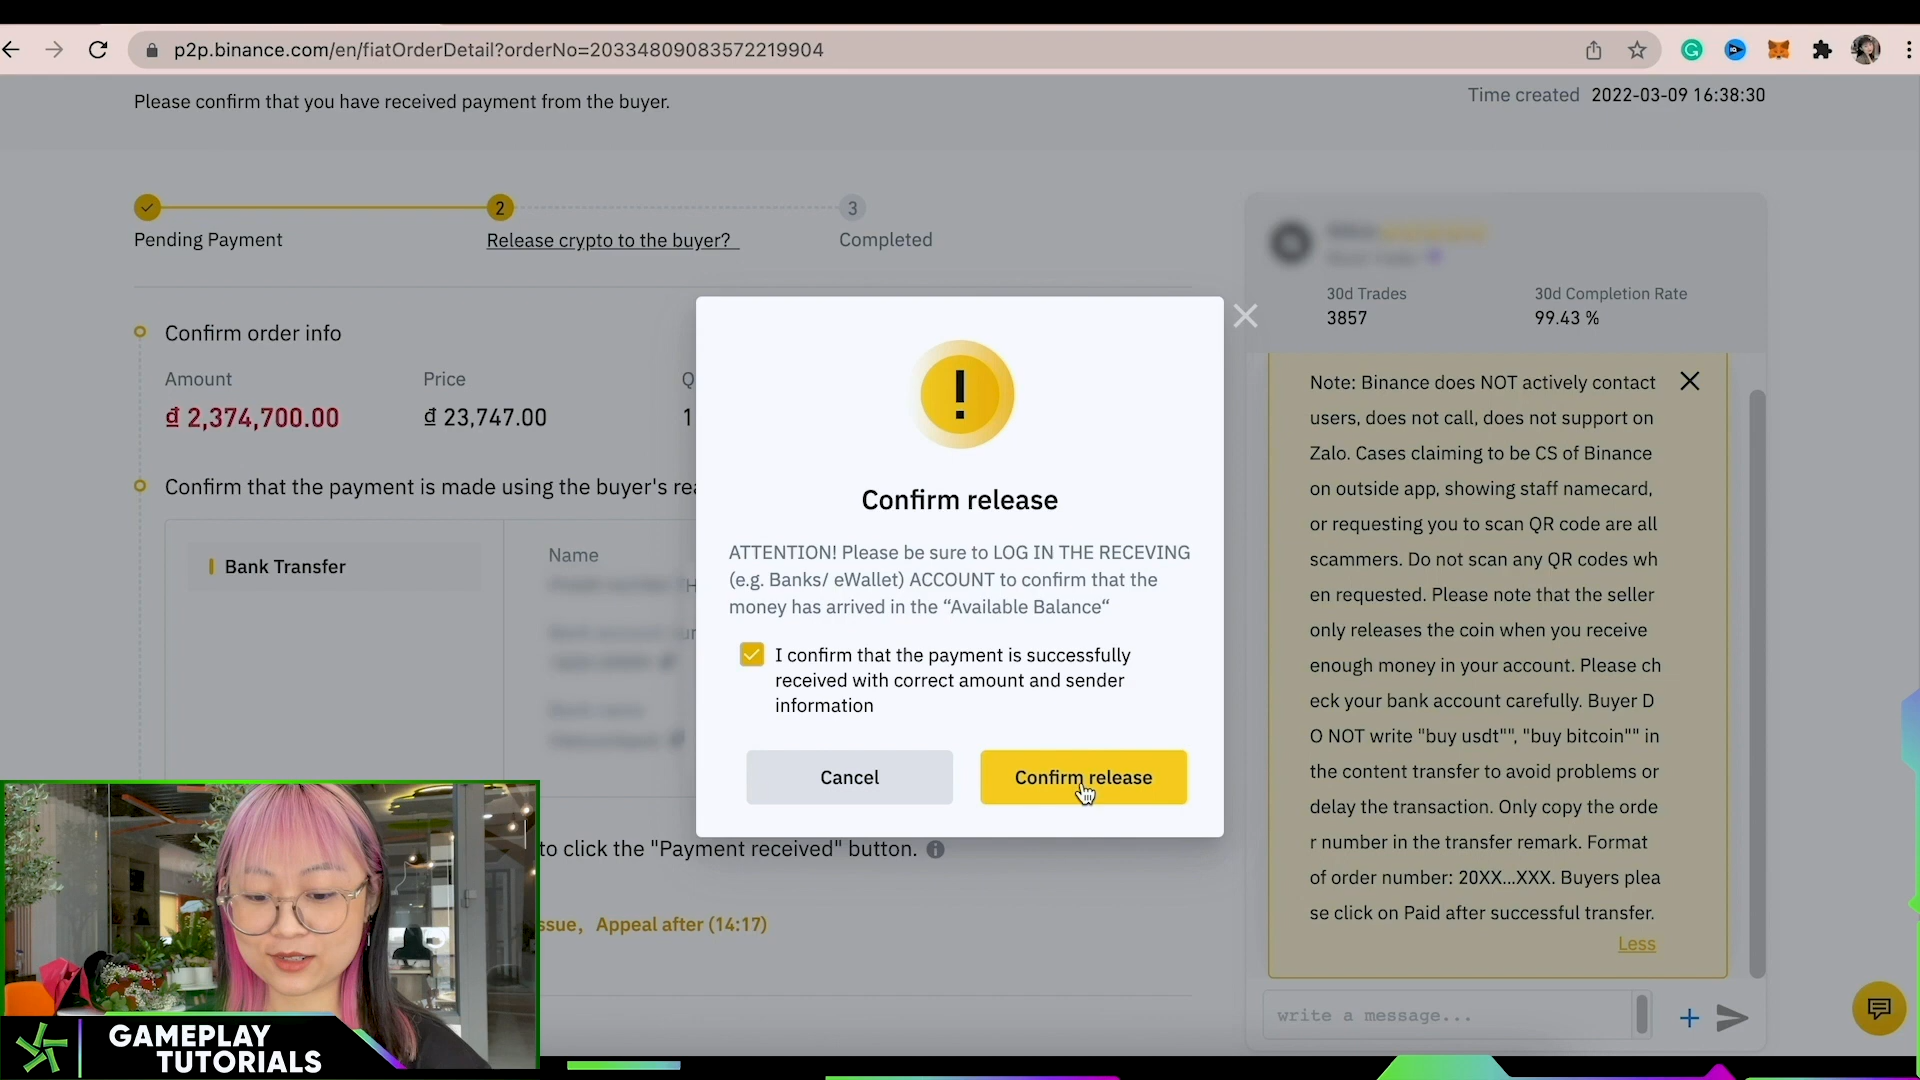 p2p.binance.com/en/fiatOrderDetail?orderNo=20334809083572219904
Please confirm that you have received payment from the buyer.
Time created 2022-03-09 16:38:30
2
3
Pending Payment
Release crypto to the buyer?
Completed
30d Trades
30d Completion Rate
3857
99.43 %
Confirm order info
Amount
Price
Q
₫ 2,374,700.00
₫ 23,747.00
1
Confirm that the payment is made using the buyer's rea
Bank Transfer
Name
!
Confirm release
ATTENTION! Please be sure to LOG IN THE RECEVING
(e.g. Banks/ eWallet) ACCOUNT to confirm that the
money has arrived in the “Available Balance“
I confirm that the payment is successfully
received with correct amount and sender
information
Cancel
Confirm release
to click the "Payment received" button.
ssue, Appeal after (14:17)
Note: Binance does NOT actively contact
users, does not call, does not support on
Zalo. Cases claiming to be CS of Binance
on outside app, showing staff namecard,
or requesting you to scan QR code are all
scammers. Do not scan any QR codes wh
en requested. Please note that the seller
only releases the coin when you receive
enough money in your account. Please ch
eck your bank account carefully. Buyer D
O NOT write "buy usdt"", "buy bitcoin"" in
the content transfer to avoid problems or
delay the transaction. Only copy the orde
r number in the transfer remark. Format
of order number: 20XX...XXX. Buyers plea
se click on Paid after successful transfer.
Less
write a message...
GAMEPLAY
TUTORIALS